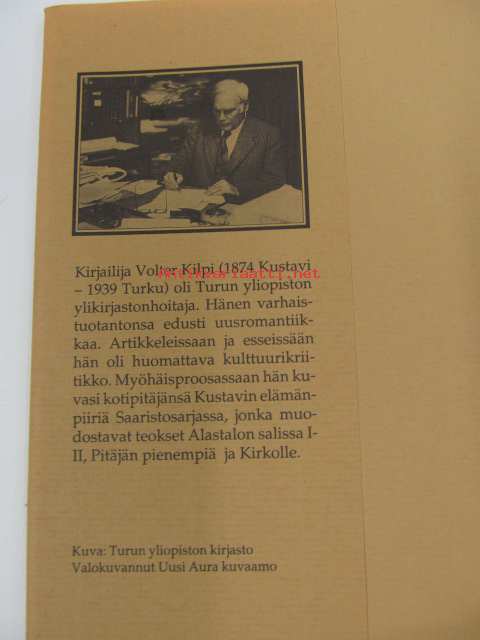 Kirjailija Volter Kilpi (1874 Kustavi
– 1939 Turku) oli Turun yliopiston
ylikirjastonhoitaja. Hänen varhais-
tuotantonsa edusti uusromantiik-
kaa. Artikkeleissaan ja esseissään
hän oli huomattava kulttuurikrii-
tikko. Myöhäisproosassaan hän ku-
vasi kotipitäjänsä Kustavin elämän-
piiriä Saaristosarjassa, jonka muo-
dostavat teokset Alastalon salissa I-
II, Pitäjän pienempiä ja Kirkolle.
Kuva: Turun yliopiston kirjasto
Valokuvannut Uusi Aura kuvaamo